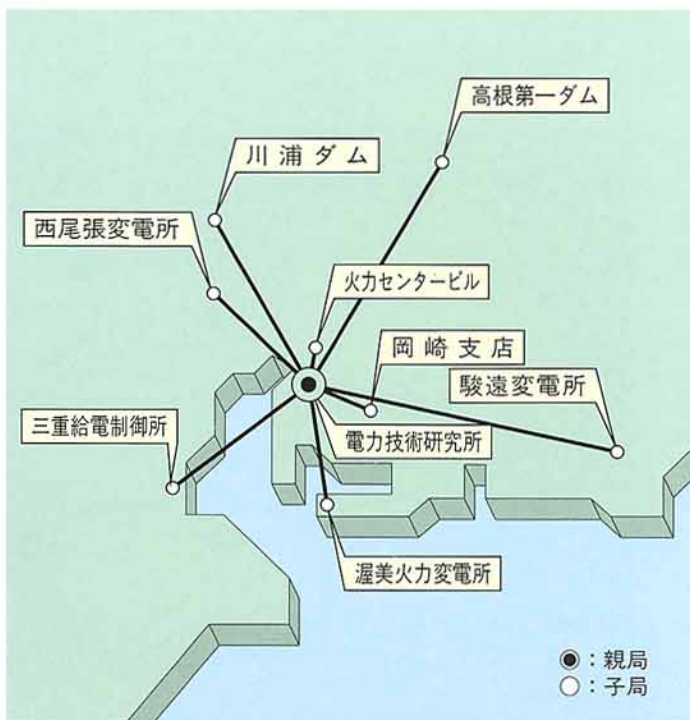 高根第一ダム
川浦ダム
西尾張変電所
火力センタービル
岡崎支店
駿遠変電所
三重給電制御所
電力技術研究所
渥美火力変電所
◉：親局
○：子局